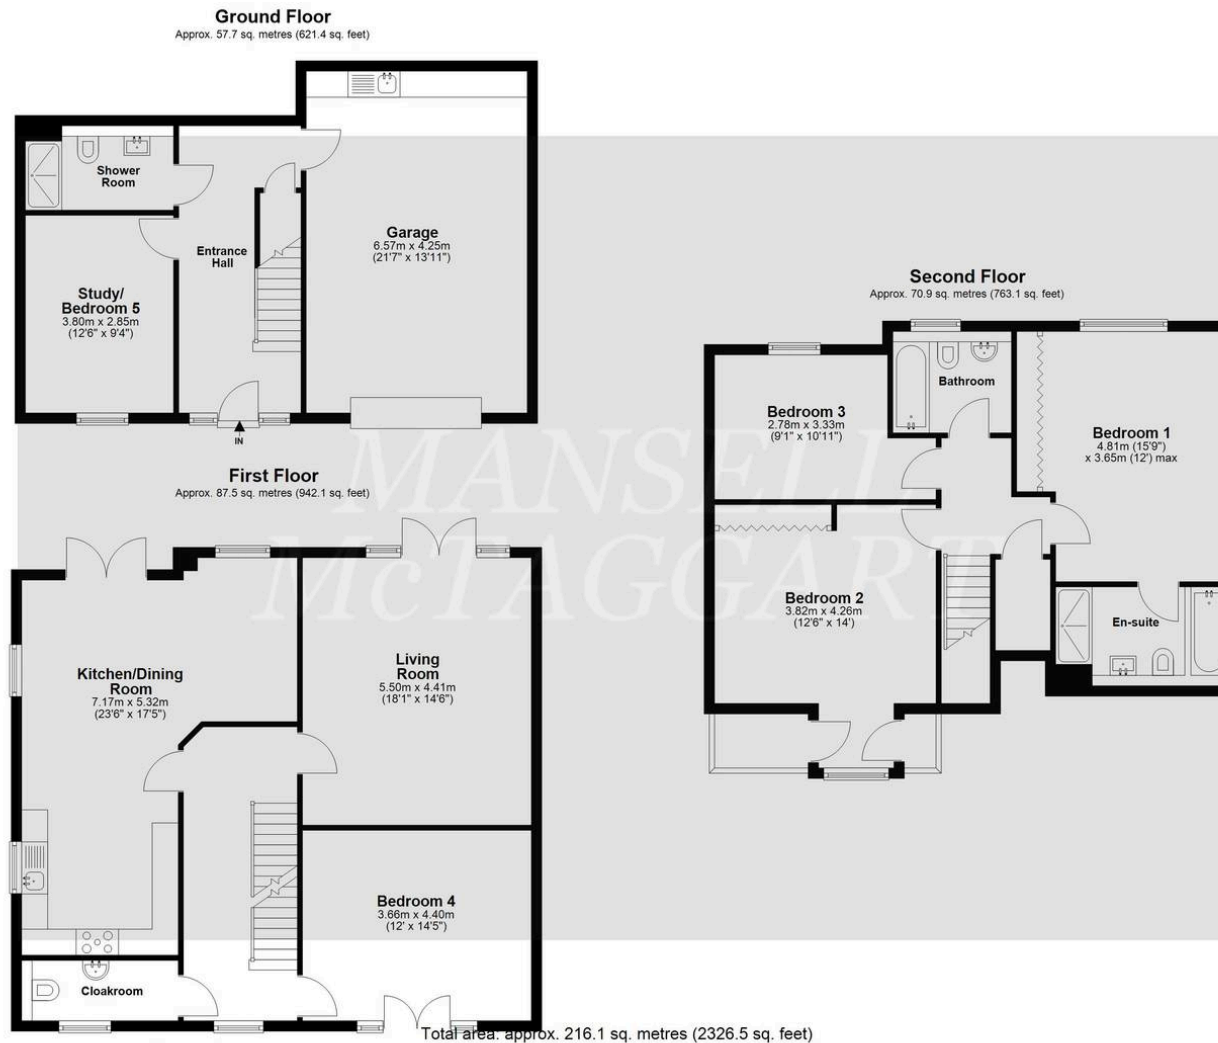 Ground Floor
Approx. 57.7 sq. metres (621.4 sq. feet)
Shower
Room
Garage
6.57m x 4.25m
(21'7" x 13'11")
Entrance
Hall
Study/
Bedroom 5
3.80m x 2.85m
(12'6" x 9'4")
IN
First Floor
Approx. 87.5 sq. metres (942.1 sq. feet)
Kitchen/Dining
Room
7.17m x 5.32m
(23'6" x 17'5")
Living
Room
5.50m x 4.41m
(18'1" x 14'6")
Bedroom 4
3.66m x 4.40m
(12' x 14'5")
Cloakroom
Second Floor
Approx. 70.9 sq. metres (763.1 sq. feet)
Bathroom
Bedroom 3
2.78m x 3.33m
(9'1" x 10'11")
Bedroom 1
4.81m (15'9")
x 3.65m (12') max
Bedroom 2
3.82m x 4.26m
(12'6" x 14')
En-suite
MANSELL
McTAGGART
Total area: approx. 216.1 sq. metres (2326.5 sq. feet)